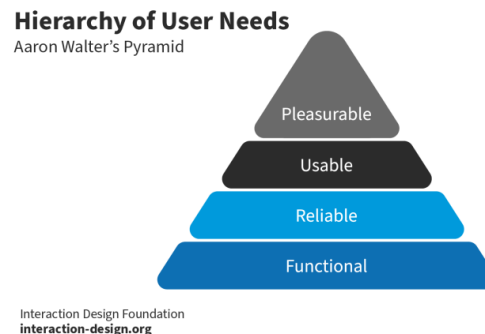 Hierarchy of User Needs
Aaron Walter's Pyramid
Pleasurable
Usable
Reliable
Functional
Interaction Design Foundation
interaction-design.org